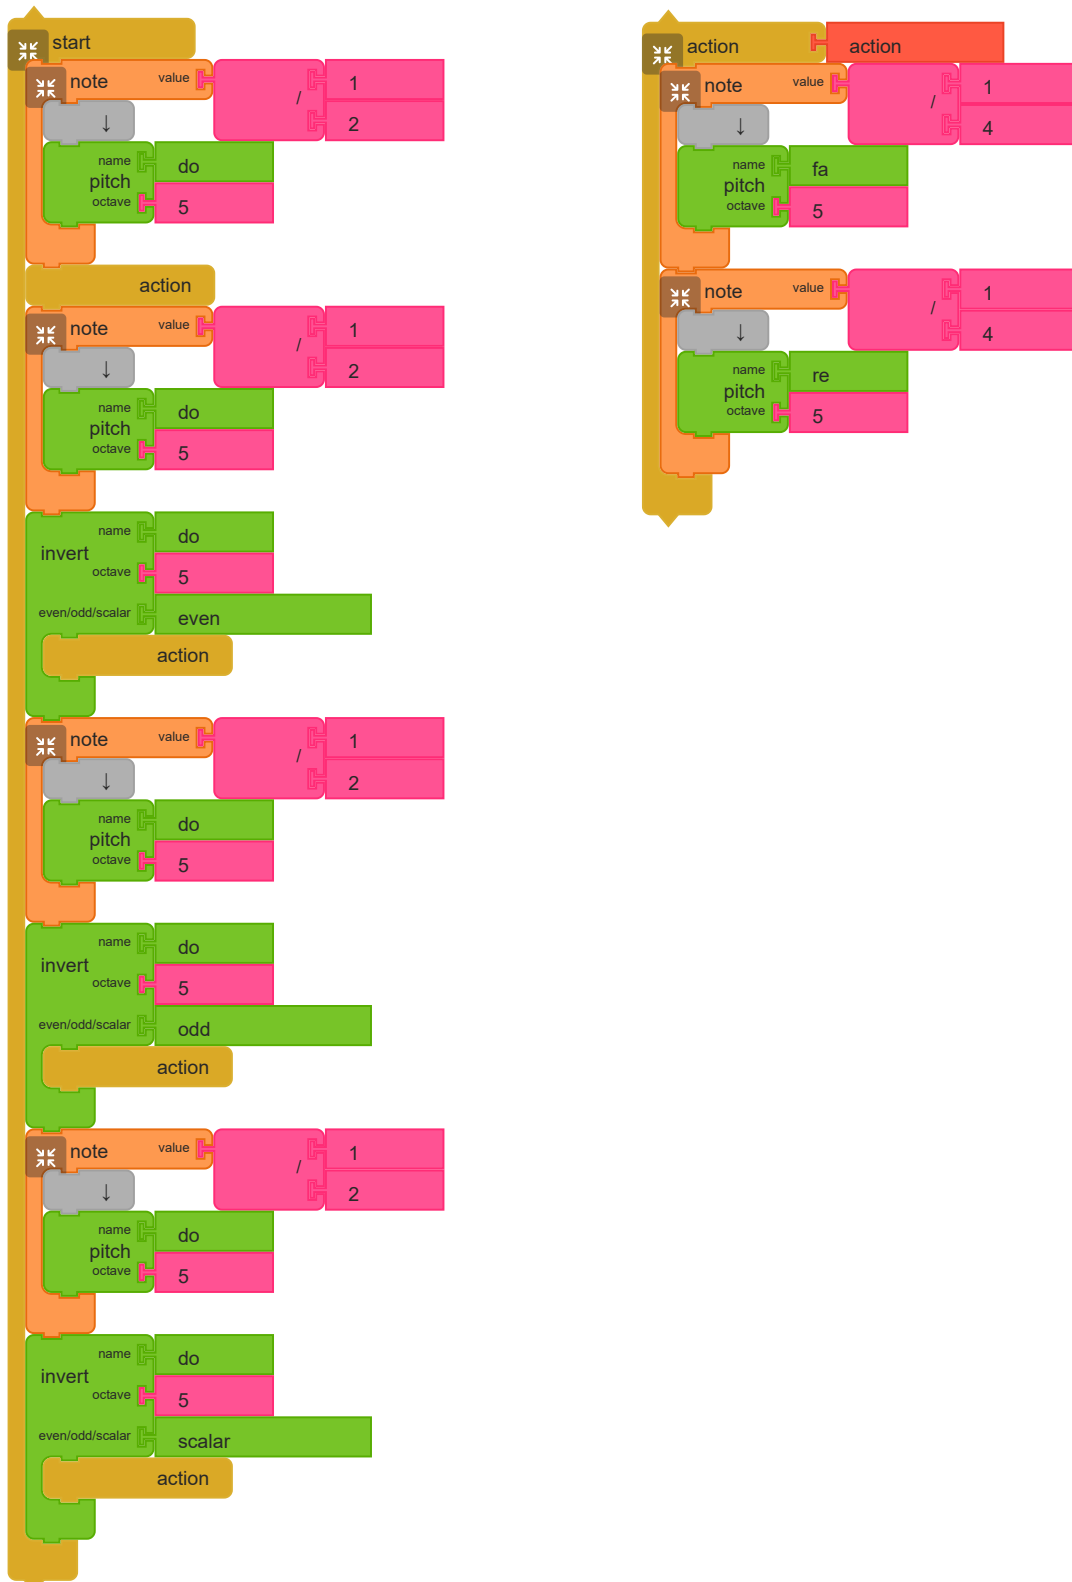 start
note value / 1
2
↓
name do
pitch
octave 5
action
note value / 1
2
↓
name do
pitch
octave 5
invert name do
octave 5
even/odd/scalar even
action
note value / 1
2
↓
name do
pitch
octave 5
invert name do
octave 5
even/odd/scalar odd
action
note value / 1
2
↓
name do
pitch
octave 5
invert name do
octave 5
even/odd/scalar scalar
action
action action
note value / 1
4
↓
name fa
pitch
octave 5
note value / 1
4
↓
name re
pitch
octave 5